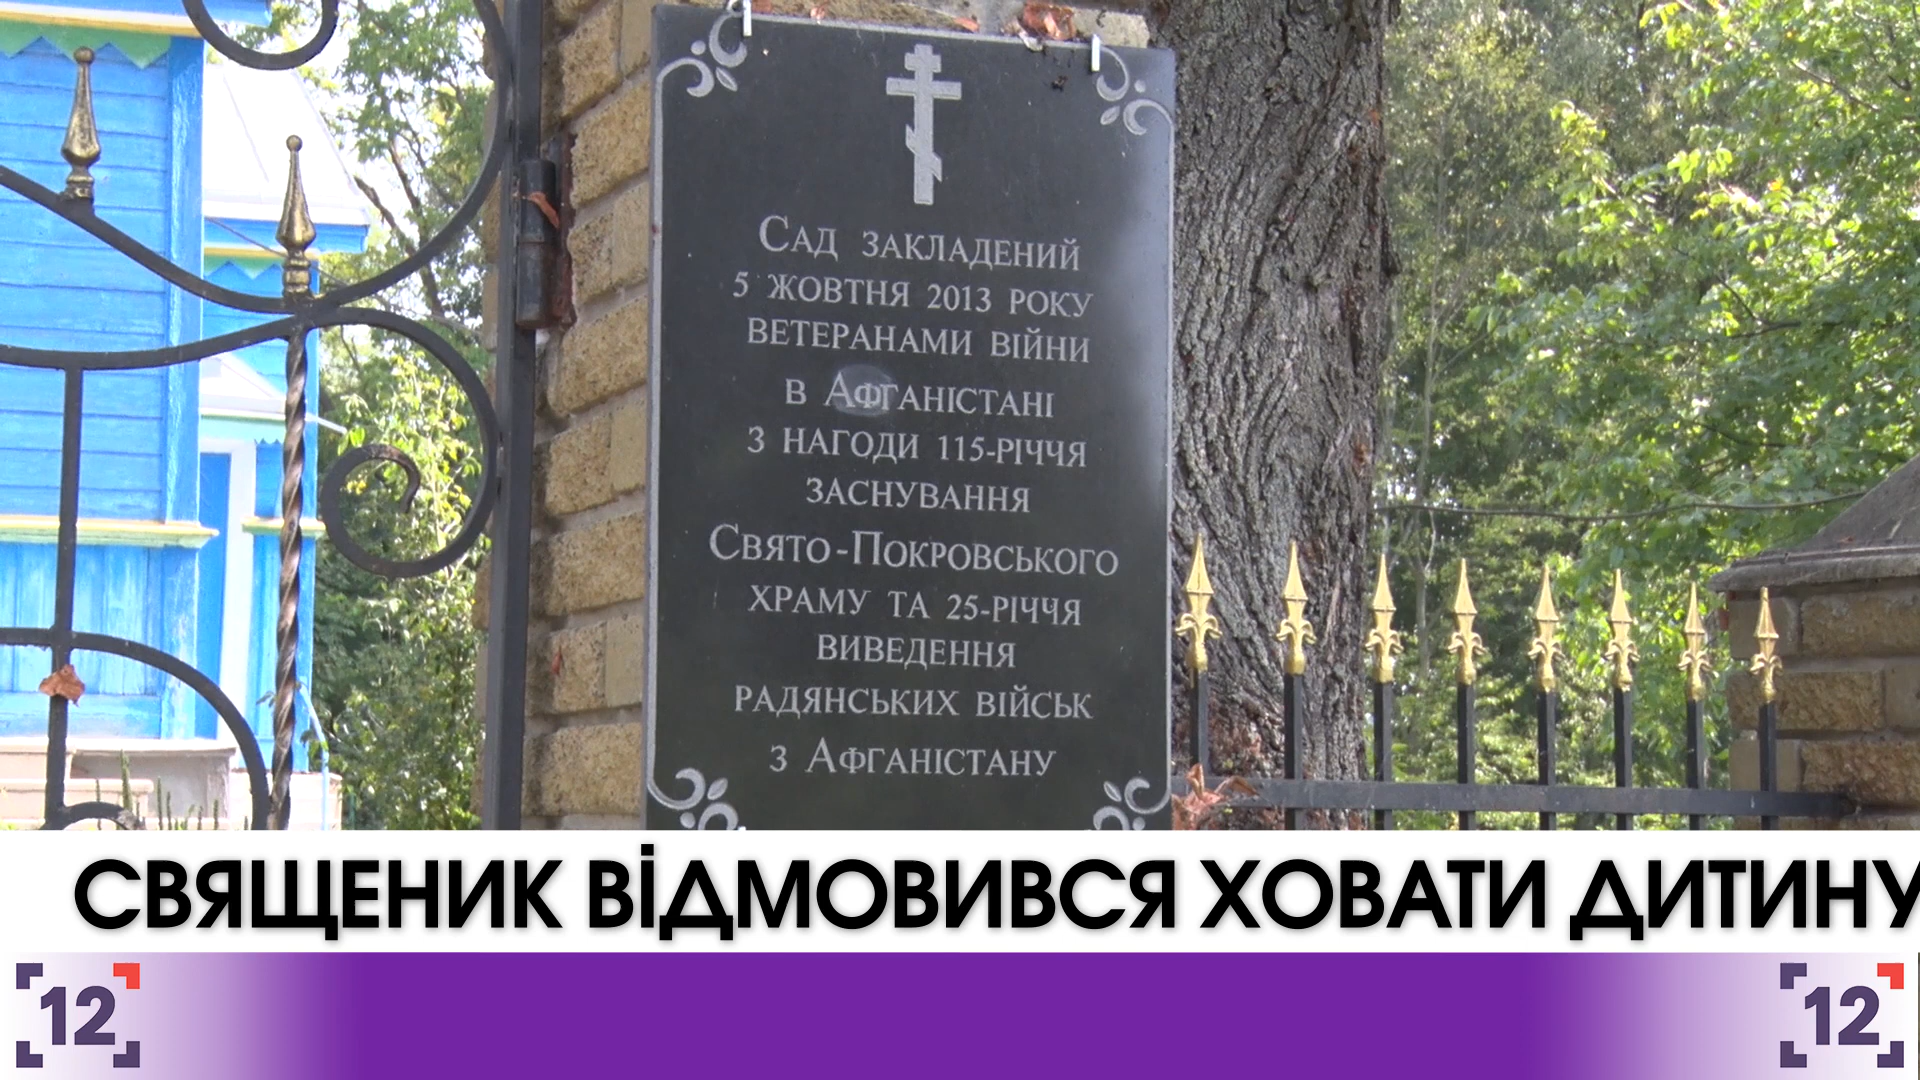 Сад закладений
5 жовтня 2013 року
ветеранами війни
в Афганістані
з нагоди 115-річчя
заснування
Свято-Покровського
храму та 25-річчя
виведення
радянських військ
з Афганістану
СВЯЩЕНИК ВіДМОВИВСЯ ХОВАТИ ДИТИНУ
12 12